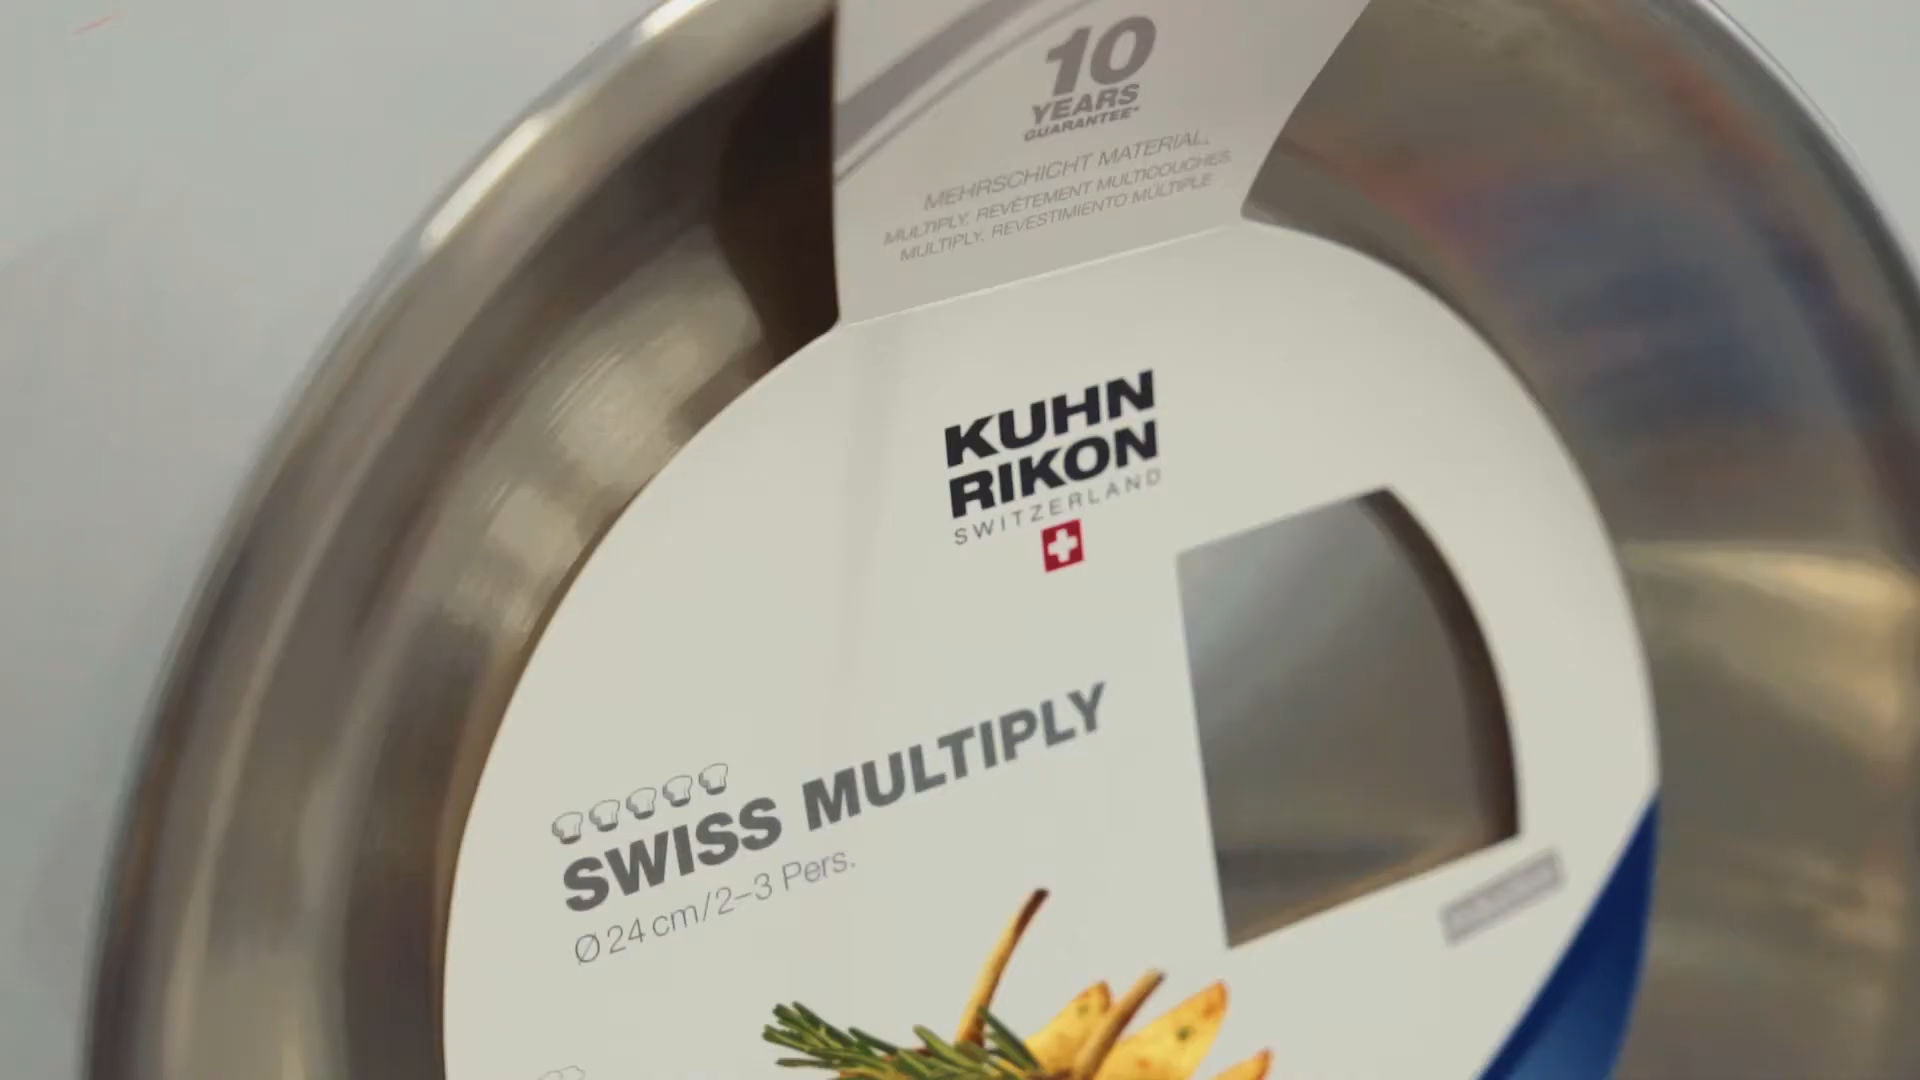 10
YEARS
GUARANTEE*
MEHRSCHICHT MATERIAL,
MULTIPLY, REVÊTEMENT MULTICOUCHES
MULTIPLY, REVESTIMIENTO MÚLTIPLE
KUHN
RIKON
SWITZERLAND
SWISS MULTIPLY
Ø 24 cm/2–3 Pers.